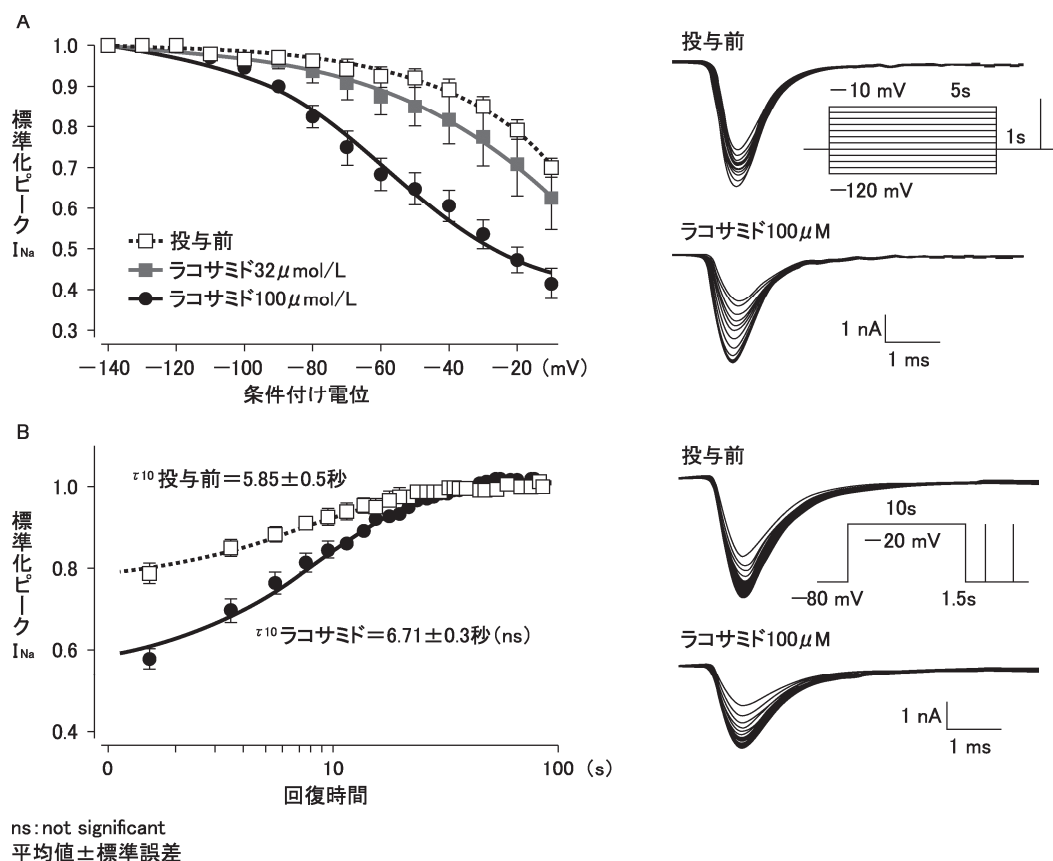 A
標準化ピークINa
1.0
0.9
0.8
0.7
0.6
0.5
0.4
0.3
投与前
ラコサミド32μmol/L
ラコサミド100μmol/L
−140 −120 −100 −80 −60 −40 −20 (mV)
条件付け電位
投与前
−10 mV 5s
1s
−120 mV
ラコサミド100μM
1 nA
1 ms
B
標準化ピークINa
1.0
0.8
0.6
0.4
τ10 投与前=5.85±0.5秒
τ10 ラコサミド=6.71±0.3秒(ns)
0 10 100 (s)
回復時間
投与前
10s
−20 mV
−80 mV 1.5s
ラコサミド100μM
1 nA
1 ms
ns:not significant
平均値±標準誤差